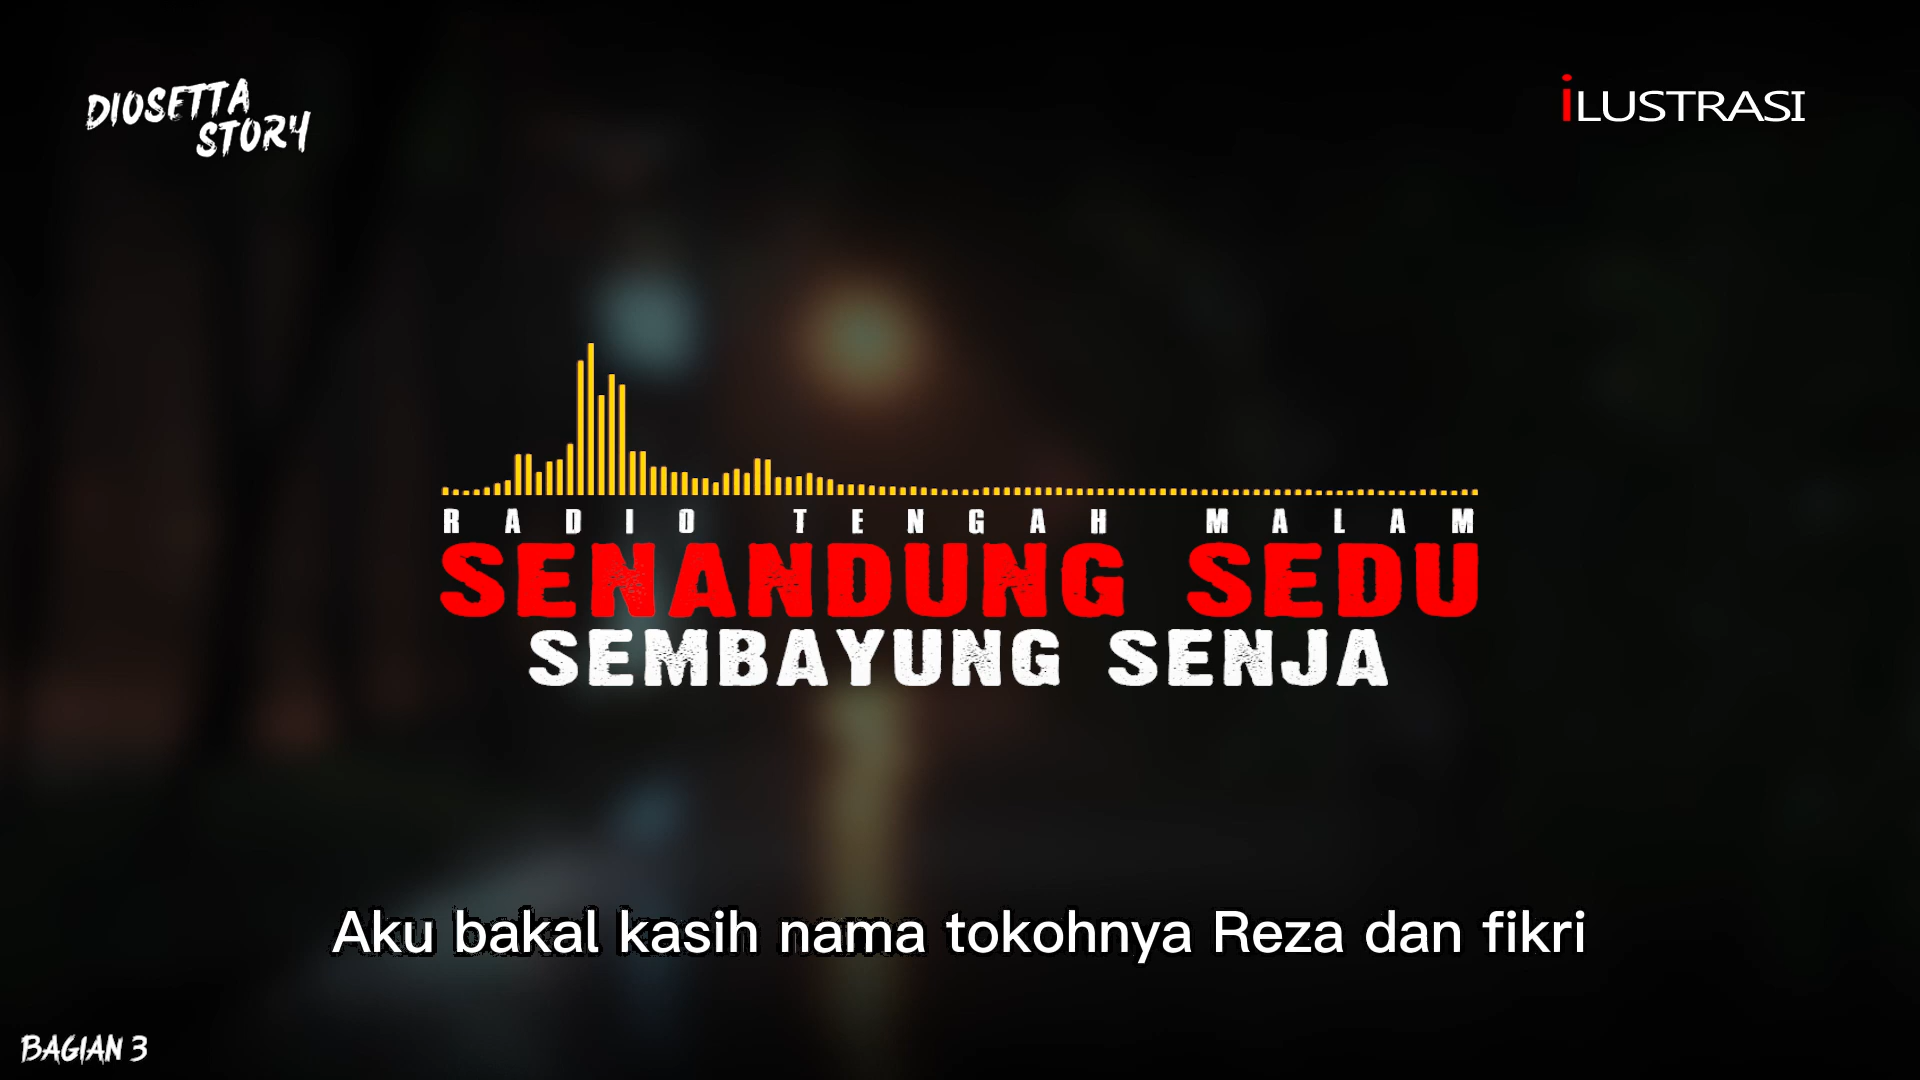 DIOSETTA
STORY
iLUSTRASI
RADIO TENGAH MALAM
SENANDUNG SEDU
SEMBAYUNG SENJA
Aku bakal kasih nama tokohnya Reza dan fikri
BAGIAN 3